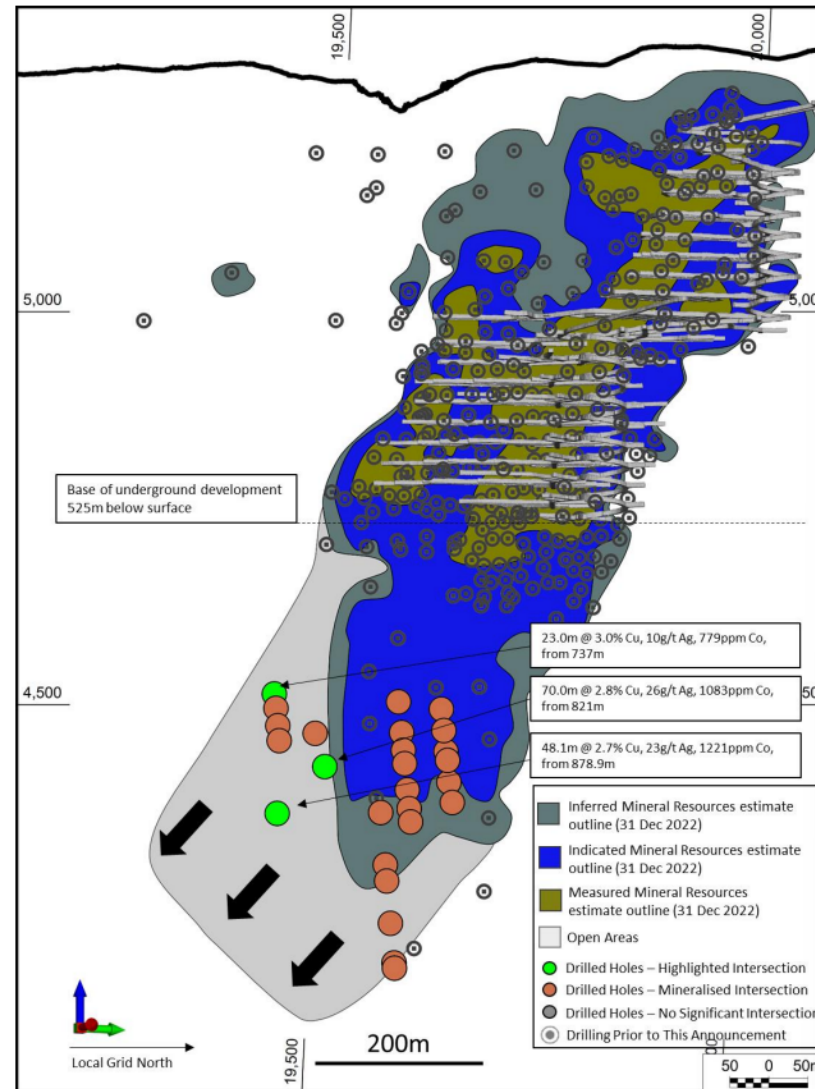 19,500
20,000
5,000
5,0
Base of underground development
525m below surface
23.0m @ 3.0% Cu, 10g/t Ag, 779ppm Co,
from 737m
4,500
50
70.0m @ 2.8% Cu, 26g/t Ag, 1083ppm Co,
from 821m
48.1m @ 2.7% Cu, 23g/t Ag, 1221ppm Co,
from 878.9m
Inferred Mineral Resources estimate
outline (31 Dec 2022)
Indicated Mineral Resources estimate
outline (31 Dec 2022)
Measured Mineral Resources
estimate outline (31 Dec 2022)
Open Areas
Drilled Holes – Highlighted Intersection
Drilled Holes – Mineralised Intersection
Drilled Holes – No Significant Intersection
Drilling Prior To This Announcement
Local Grid North
19,500
200m
50 0 50m